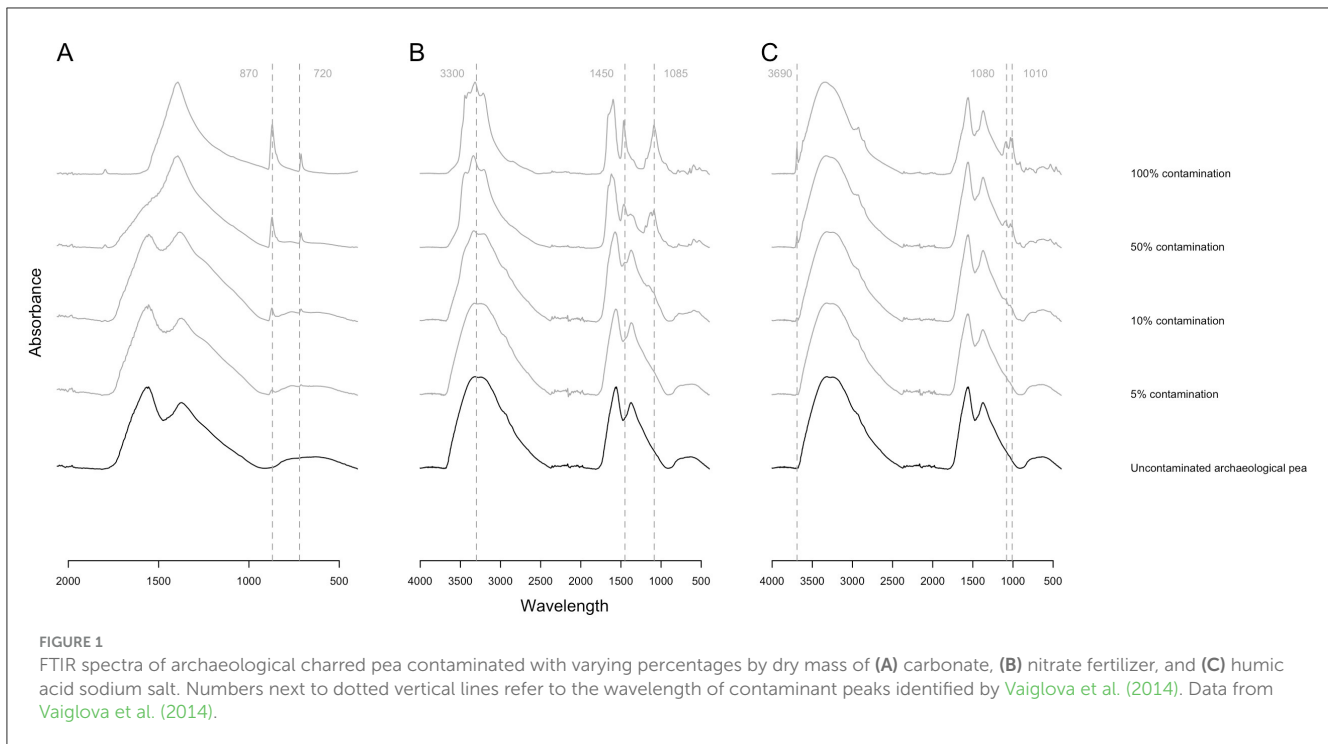 A
B
C
870
720
3300
1450
1085
3690
1080
1010
100% contamination
50% contamination
10% contamination
5% contamination
Uncontaminated archaeological pea
Absorbance
2000 1500 1000 500
4000 3500 3000 2500 2000 1500 1000 500
4000 3500 3000 2500 2000 1500 1000 500
Wavelength
FIGURE 1
FTIR spectra of archaeological charred pea contaminated with varying percentages by dry mass of (A) carbonate, (B) nitrate fertilizer, and (C) humic
acid sodium salt. Numbers next to dotted vertical lines refer to the wavelength of contaminant peaks identified by Vaiglova et al. (2014). Data from
Vaiglova et al. (2014).